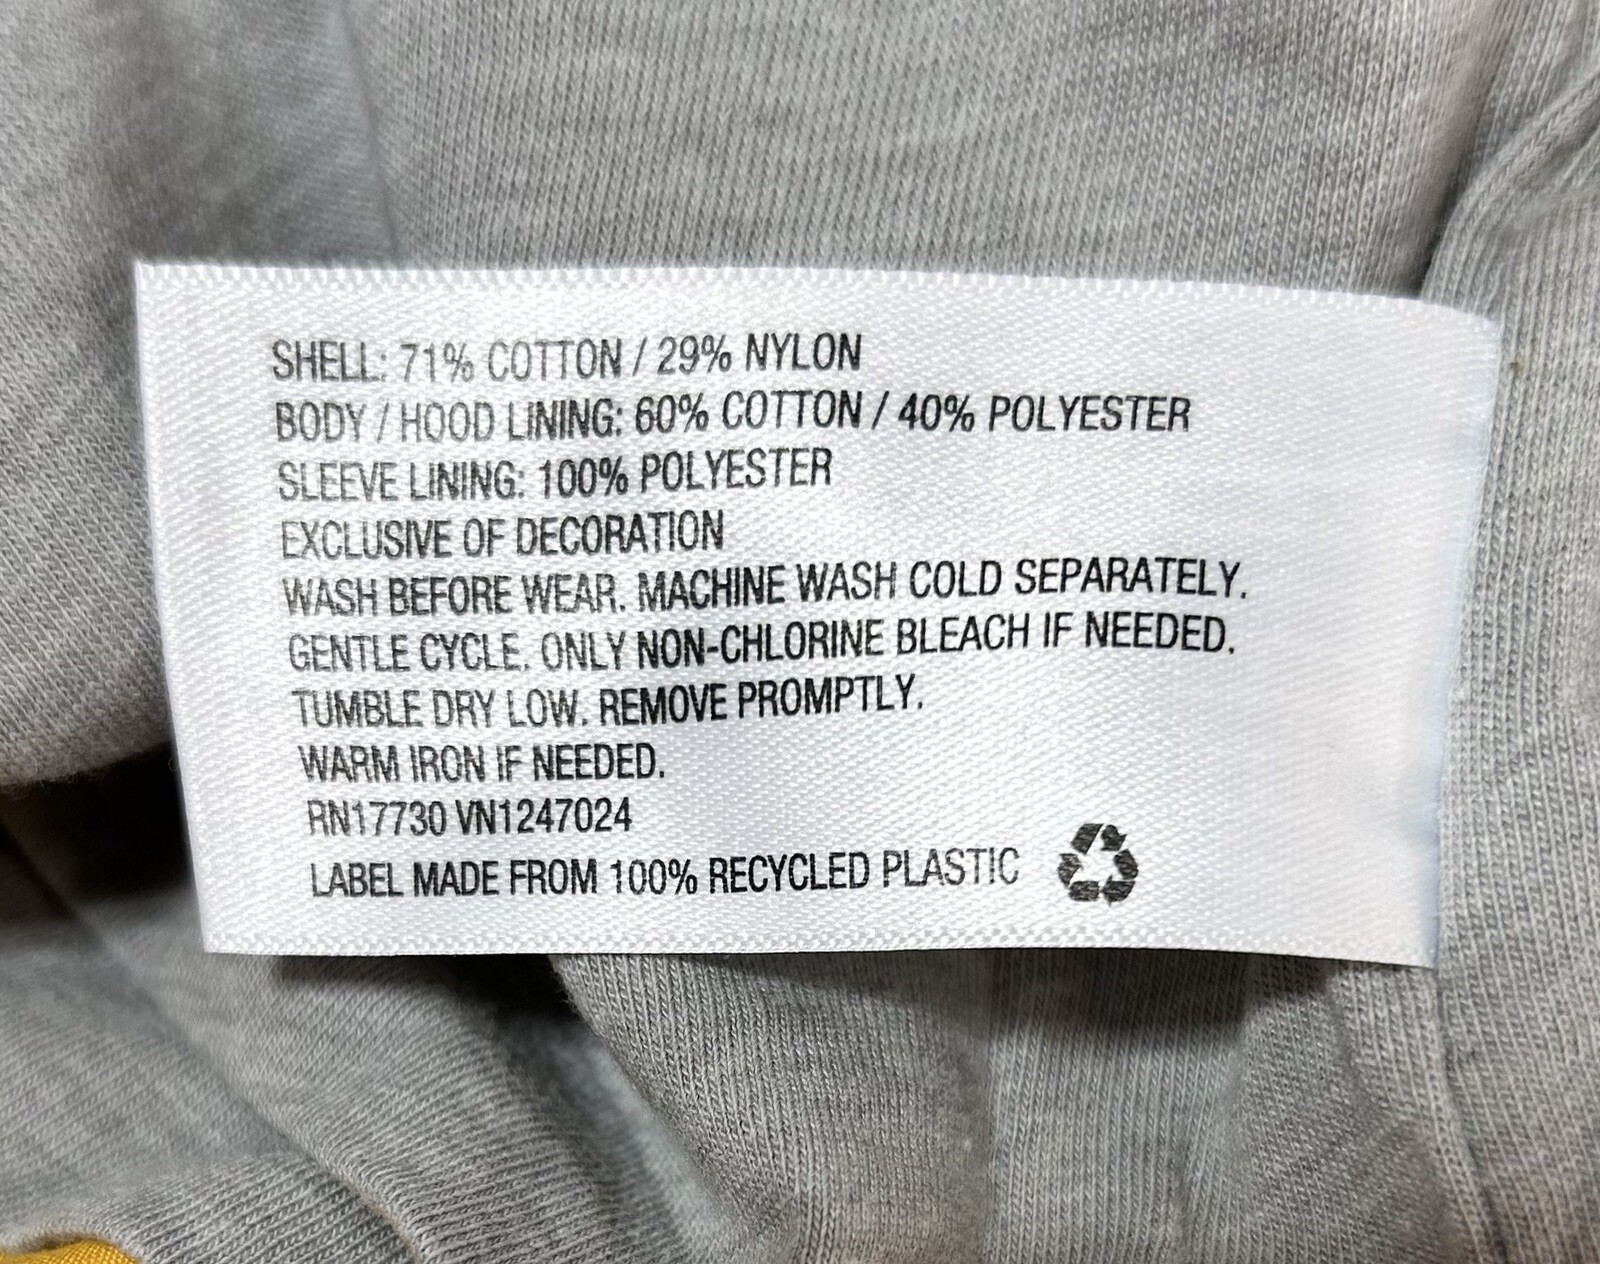 SHELL: 71% COTTON / 29% NYLON
BODY / HOOD LINING: 60% COTTON / 40% POLYESTER
SLEEVE LINING: 100% POLYESTER
EXCLUSIVE OF DECORATION
WASH BEFORE WEAR. MACHINE WASH COLD SEPARATELY.
GENTLE CYCLE. ONLY NON-CHLORINE BLEACH IF NEEDED.
TUMBLE DRY LOW. REMOVE PROMPTLY.
WARM IRON IF NEEDED.
RN17730 VN1247024
LABEL MADE FROM 100% RECYCLED PLASTIC